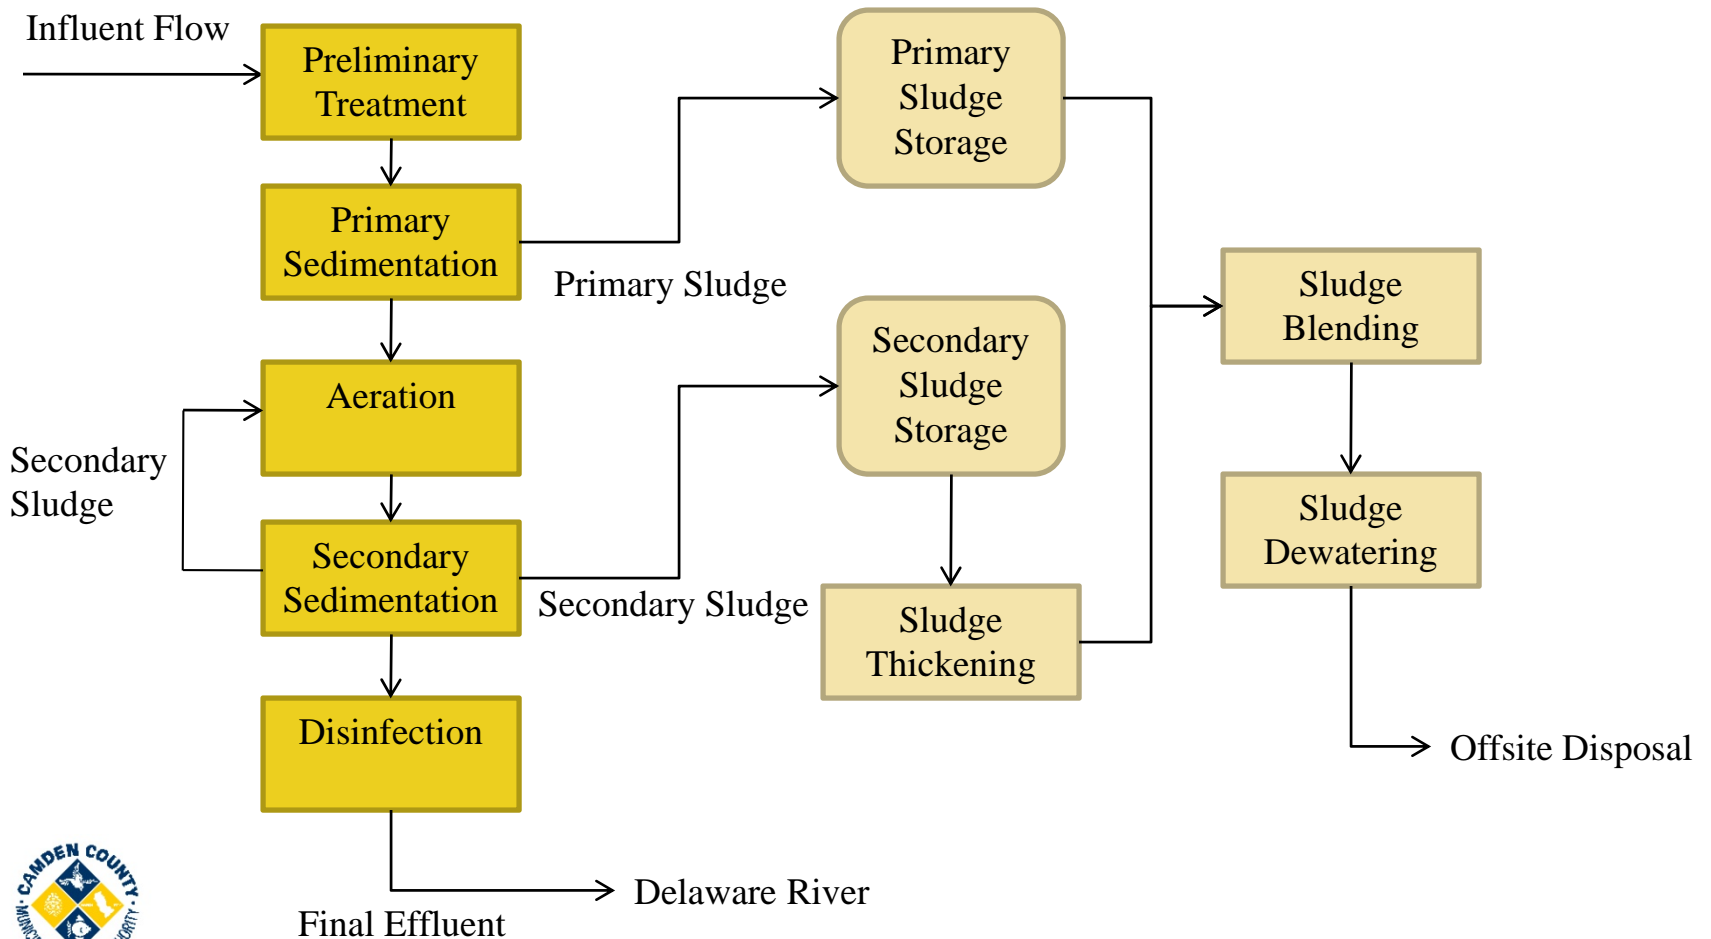 Influent Flow
Preliminary
Treatment
Primary
Sludge
Storage
Primary
Sedimentation
Primary Sludge
Sludge
Blending
Secondary
Sludge
Storage
Aeration
Secondary
Sludge
Sludge
Dewatering
Secondary
Sedimentation
Secondary Sludge
Sludge
Thickening
Disinfection
Offsite Disposal
Delaware River
Final Effluent
CAMDEN COUNTY